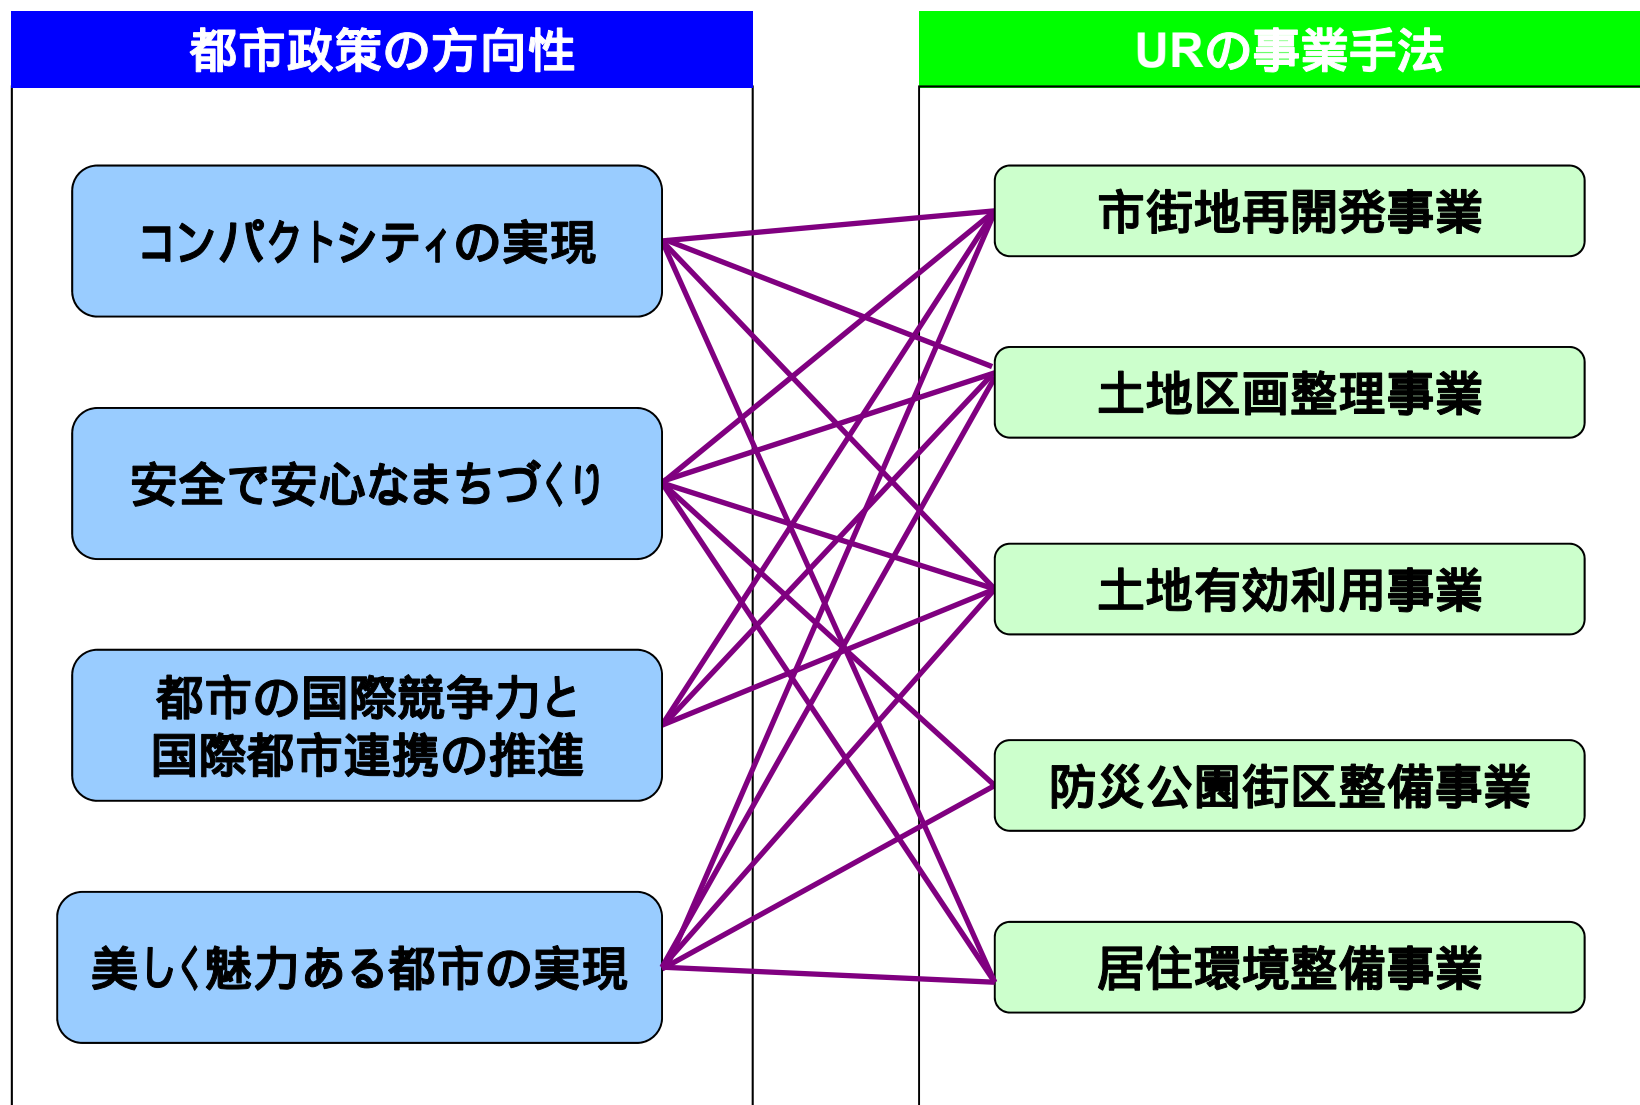 都市政策の方向性
コンパクトシティの実現
安全で安心なまちづくり
都市の国際競争力と
国際都市連携の推進
美しく魅力ある都市の実現
URの事業手法
市街地再開発事業
土地区画整理事業
土地有効利用事業
防災公園街区整備事業
居住環境整備事業